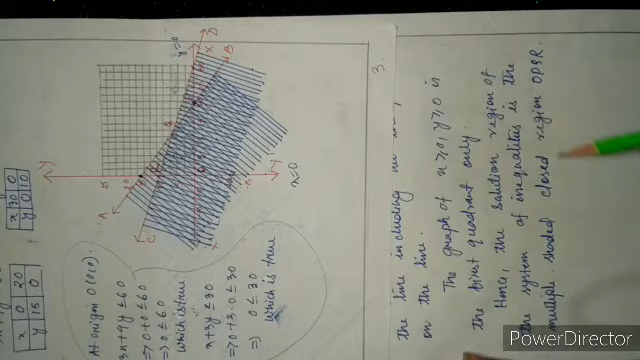 x 0 20
y 15 0
x 30 0
y 0 10
At origin O(0,0).
3x+4y≤60
⇒ 0+0≤60
⇒ 0≤60
which is true
x+3y≤30
⇒ 0+3.0≤30
⇒ 0≤30
which is true
Y
A
C
x=0
y=0
B
D
X
3.
the line including all the
on the line.
The graph of x≥0, y≥0 is
the first quadrant only.
Hence, the solution region of
the system of inequalities is the
multiple shaded closed region OPSR.
PowerDirector